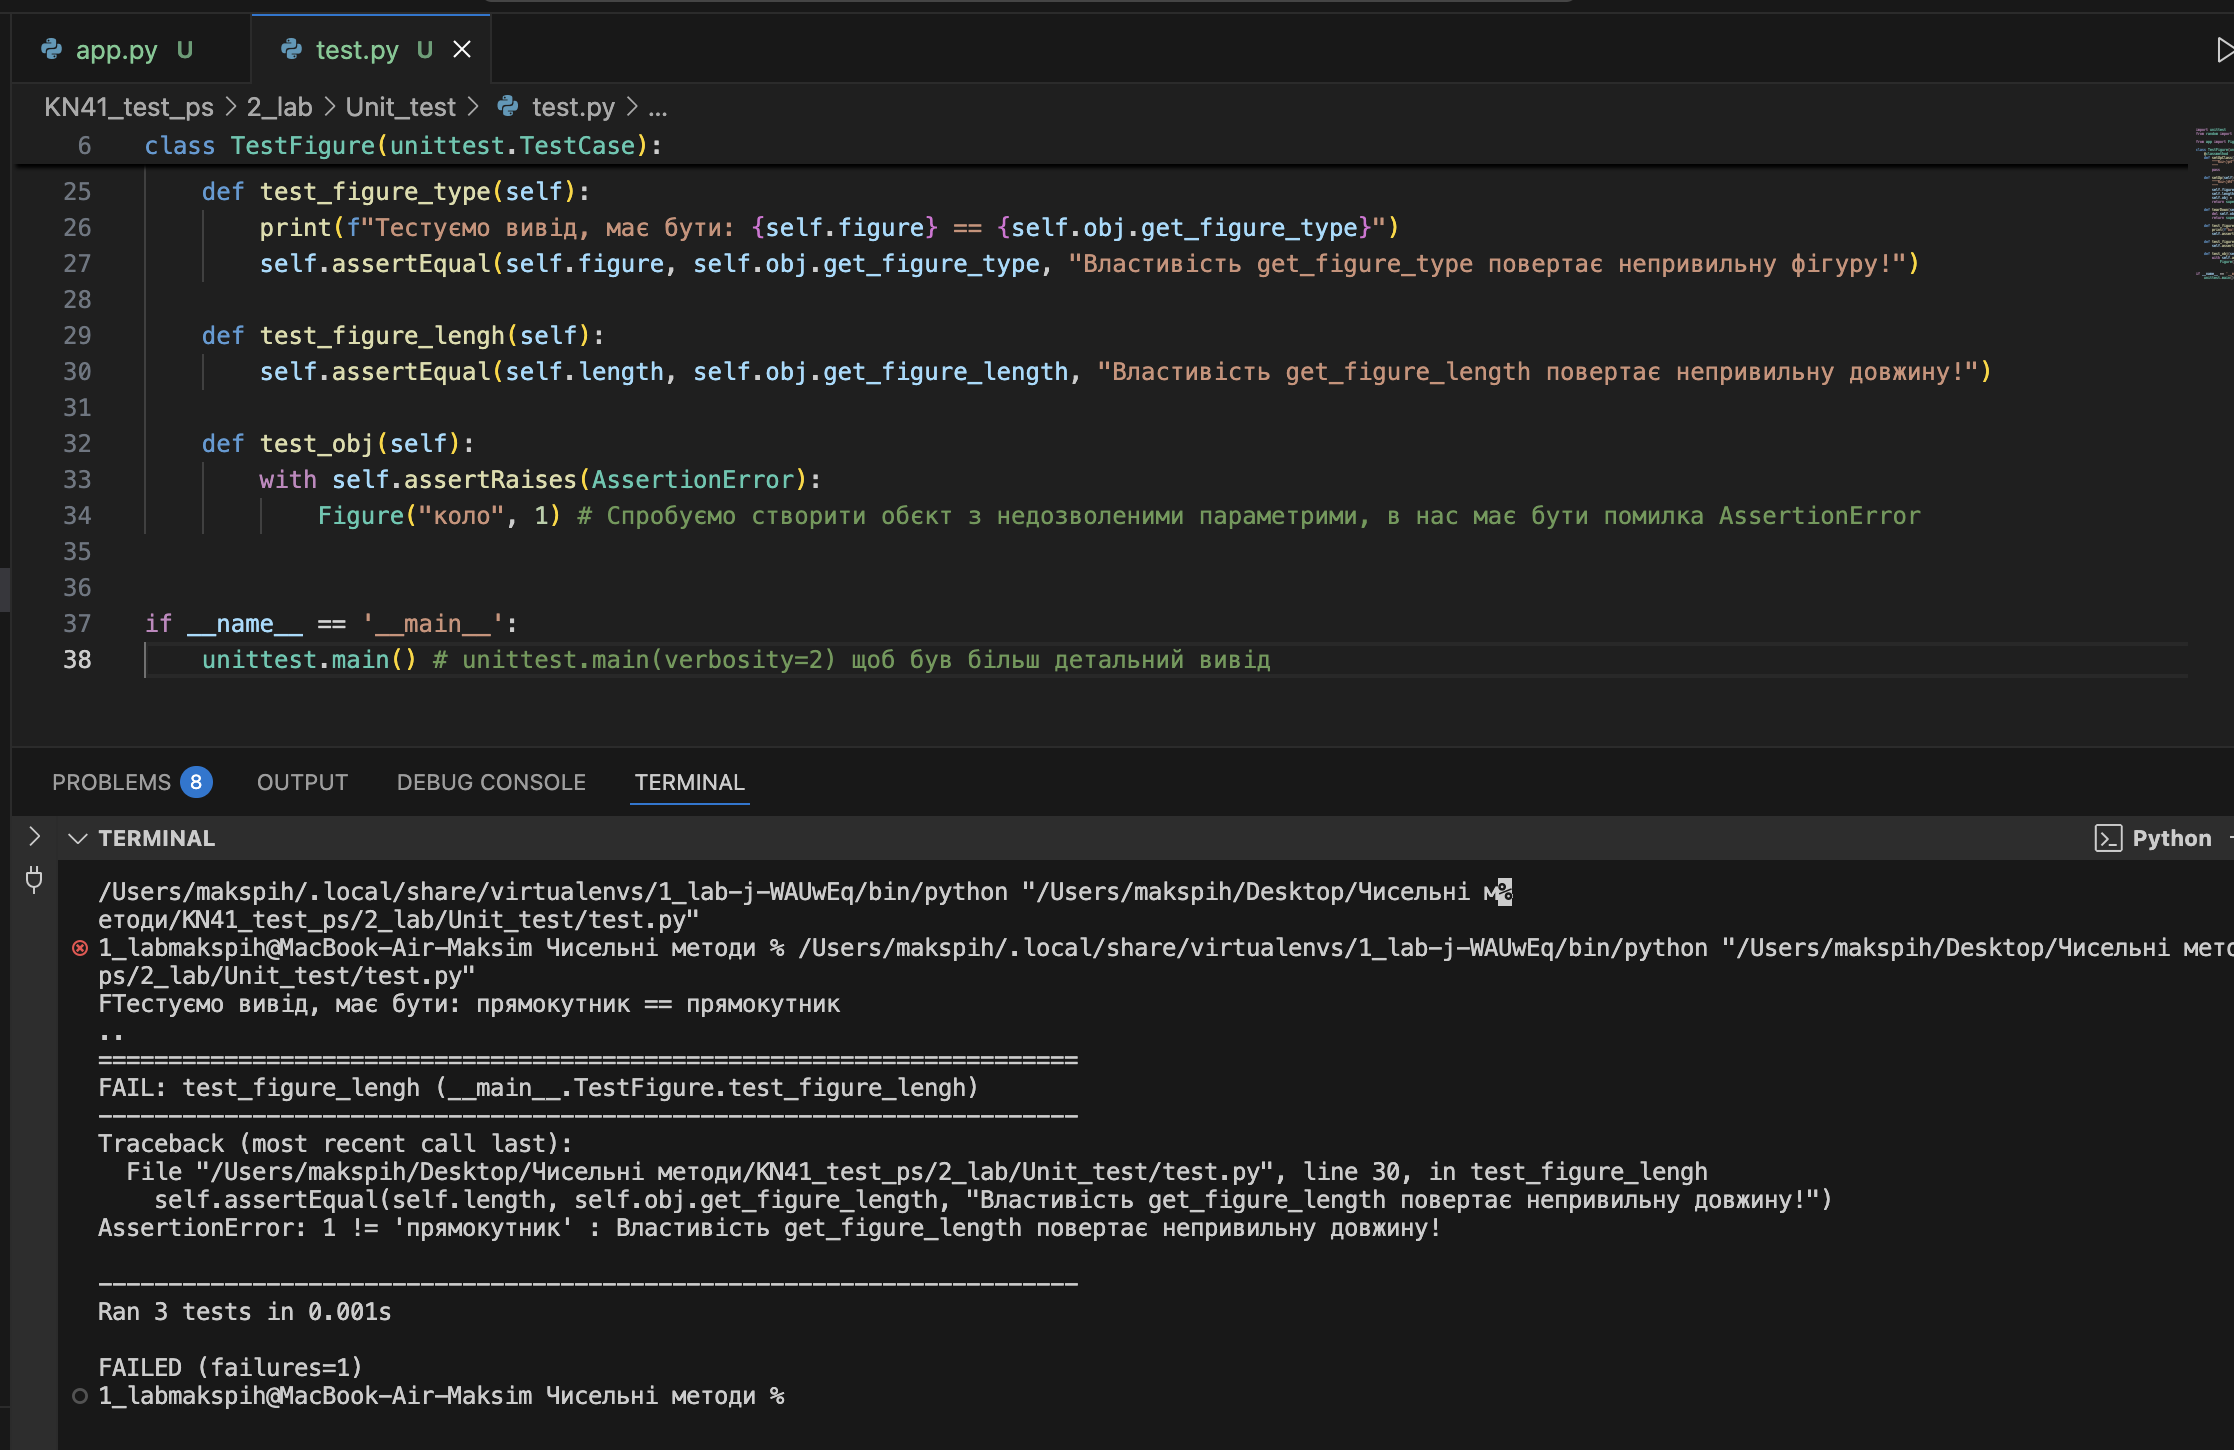 app.py U
test.py U
KN41_test_ps > 2_lab > Unit_test > test.py > ...
6 class TestFigure(unittest.TestCase):
25 def test_figure_type(self):
26 print(f"Тестуємо вивід, має бути: {self.figure} == {self.obj.get_figure_type}")
27 self.assertEqual(self.figure, self.obj.get_figure_type, "Властивість get_figure_type повертає непривильну фігуру!")
28
29 def test_figure_lengh(self):
30 self.assertEqual(self.length, self.obj.get_figure_length, "Властивість get_figure_length повертає непривильну довжину!")
31
32 def test_obj(self):
33 with self.assertRaises(AssertionError):
34 Figure("коло", 1) # Спробуємо створити обєкт з недозволеними параметрими, в нас має бути помилка AssertionError
35
36
37 if __name__ == '__main__':
38 unittest.main() # unittest.main(verbosity=2) щоб був більш детальний вивід
PROBLEMS 8 OUTPUT DEBUG CONSOLE TERMINAL
TERMINAL Python
/Users/makspih/.local/share/virtualenvs/1_lab-j-WAUwEq/bin/python "/Users/makspih/Desktop/Чисельні м%
етоди/KN41_test_ps/2_lab/Unit_test/test.py"
1_labmakspih@MacBook-Air-Maksim Чисельні методи % /Users/makspih/.local/share/virtualenvs/1_lab-j-WAUwEq/bin/python "/Users/makspih/Desktop/Чисельні мето
ps/2_lab/Unit_test/test.py"
FТестуємо вивід, має бути: прямокутник == прямокутник
..
======================================================================
FAIL: test_figure_lengh (__main__.TestFigure.test_figure_lengh)
----------------------------------------------------------------------
Traceback (most recent call last):
File "/Users/makspih/Desktop/Чисельні методи/KN41_test_ps/2_lab/Unit_test/test.py", line 30, in test_figure_lengh
self.assertEqual(self.length, self.obj.get_figure_length, "Властивість get_figure_length повертає непривильну довжину!")
AssertionError: 1 != 'прямокутник' : Властивість get_figure_length повертає непривильну довжину!
----------------------------------------------------------------------
Ran 3 tests in 0.001s
FAILED (failures=1)
1_labmakspih@MacBook-Air-Maksim Чисельні методи %